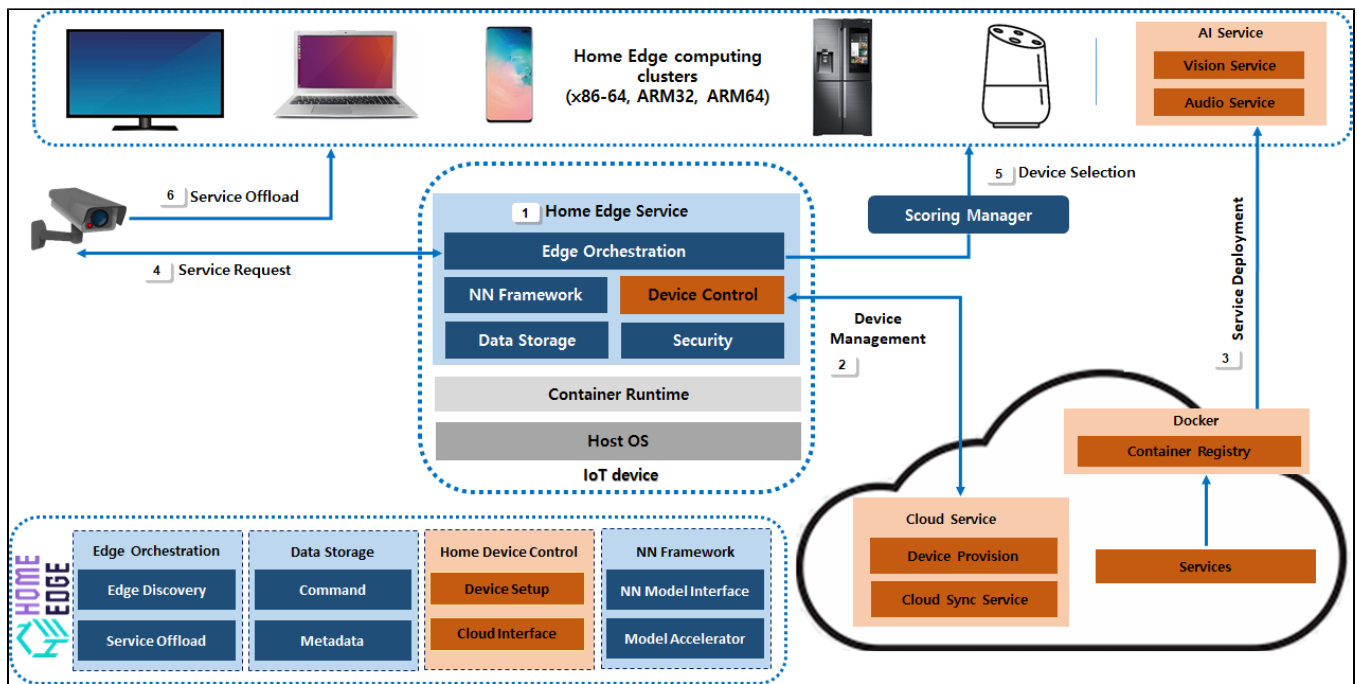 Home Edge computing
clusters
(x86-64, ARM32, ARM64)
AI Service
Vision Service
Audio Service
6 Service Offload
5 Device Selection
1 Home Edge Service
Scoring Manager
Edge Orchestration
4 Service Request
NN Framework
Device Control
Data Storage
Security
Device
Management
2
3 Service Deployment
Container Runtime
Host OS
IoT device
Docker
Container Registry
Cloud Service
Device Provision
Cloud Sync Service
Services
HOME
EDGE
Edge Orchestration
Edge Discovery
Service Offload
Data Storage
Command
Metadata
Home Device Control
Device Setup
Cloud Interface
NN Framework
NN Model Interface
Model Accelerator